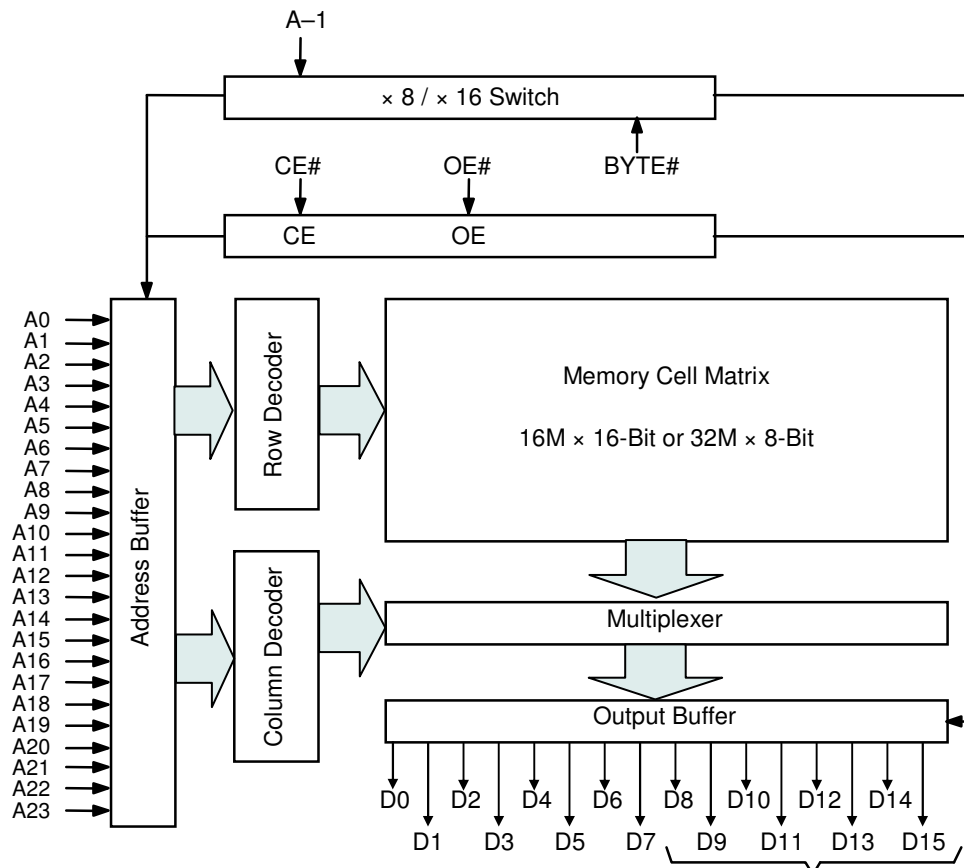 A–1
× 8 / × 16 Switch
CE#
OE#
BYTE#
CE
OE
A0
A1
A2
A3
A4
A5
A6
A7
A8
A9
A10
A11
A12
A13
A14
A15
A16
A17
A18
A19
A20
A21
A22
A23
Address Buffer
Row Decoder
Column Decoder
Memory Cell Matrix
16M × 16-Bit or 32M × 8-Bit
Multiplexer
Output Buffer
D0 D2 D4 D6 D8 D10 D12 D14
D1 D3 D5 D7 D9 D11 D13 D15